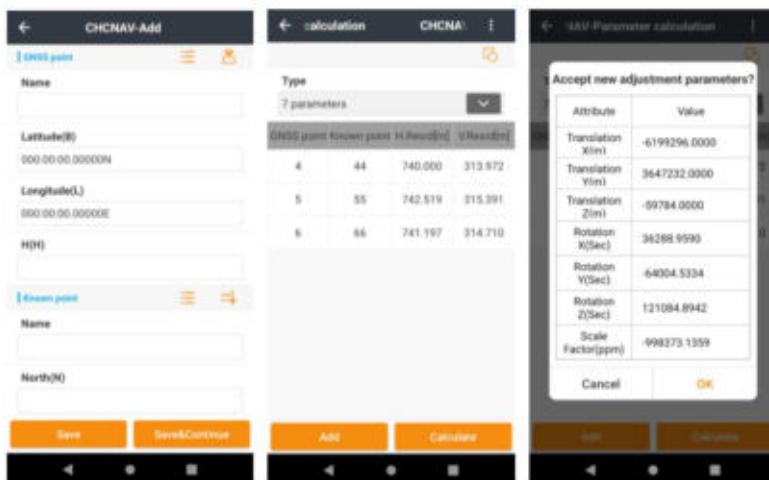 CHCNAV-Add
GNSS point
Name
Latitude(B)
000:00:00.00000N
Longitude(L)
000:00:00.00000E
H(H)
Known point
Name
North(N)
Save
Save&Continue
calculation
CHCNA
Type
7 parameters
GNSS point Known point H.Resid[m] V.Resid[m]
4 44 740.000 313.972
5 55 742.519 315.391
6 66 741.197 314.710
Add
Calculate
NAV-Parameter calculation
Accept new adjustment parameters?
Attribute Value
Translation X(m) -6199296.0000
Translation Y(m) 3647232.0000
Translation Z(m) -59784.0000
Rotation X(Sec) 36288.9590
Rotation Y(Sec) -64004.5334
Rotation Z(Sec) 121084.8942
Scale Factor(ppm) -998373.1359
Cancel
OK
Add
Calculate